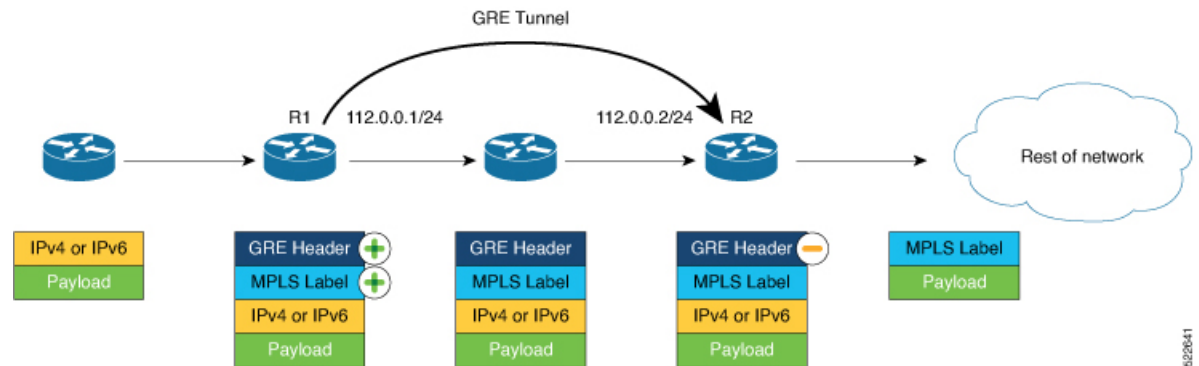 GRE Tunnel
R1 112.0.0.1/24 112.0.0.2/24 R2
Rest of network
IPv4 or IPv6
Payload
GRE Header
MPLS Label
IPv4 or IPv6
Payload
GRE Header
MPLS Label
IPv4 or IPv6
Payload
GRE Header
MPLS Label
IPv4 or IPv6
Payload
MPLS Label
Payload
522641